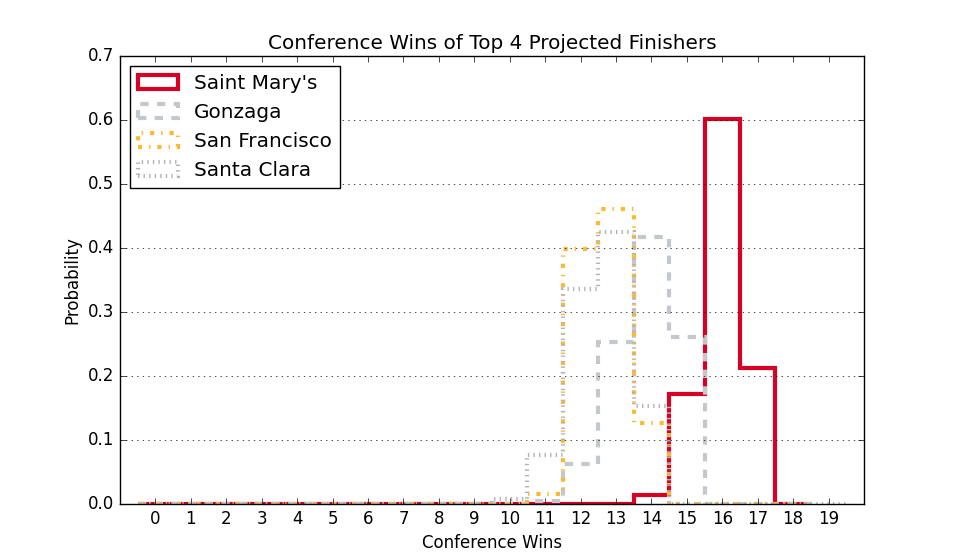 Conference Wins of Top 4 Projected Finishers
0.7
0.6
0.5
0.4
0.3
0.2
0.1
0.0
Probability
Saint Mary's
Gonzaga
San Francisco
Santa Clara
0 1 2 3 4 5 6 7 8 9 10 11 12 13 14 15 16 17 18 19
Conference Wins